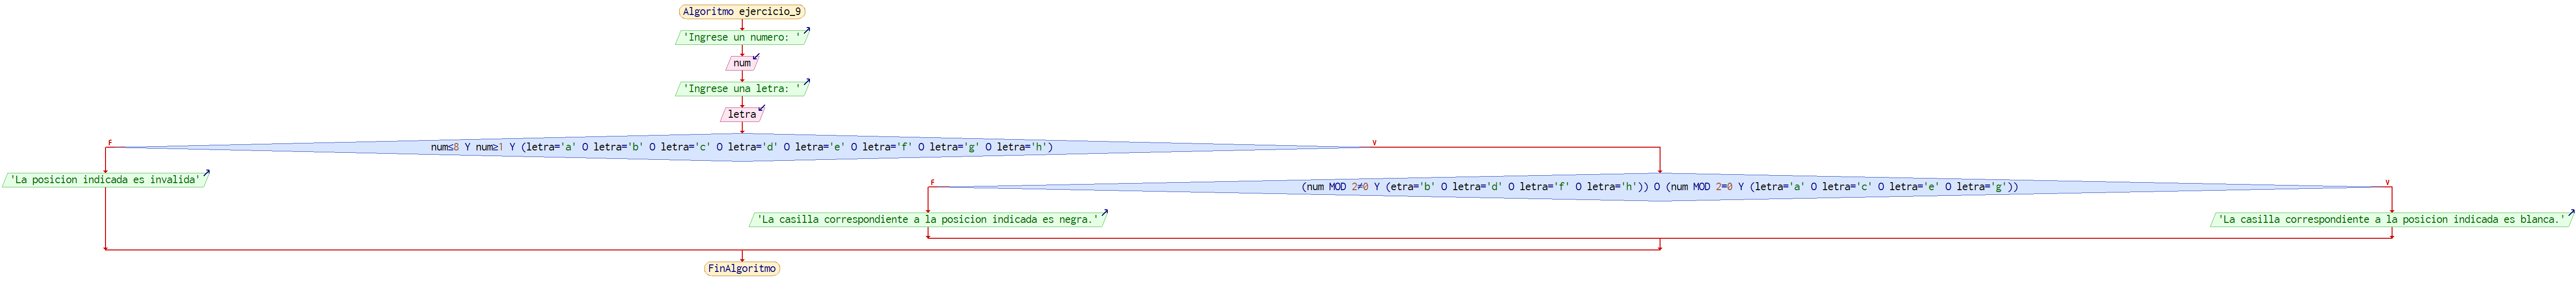 Algoritmo ejercicio_9
'Ingrese un numero: '
num
'Ingrese una letra: '
letra
num≤8 Y num≥1 Y (letra='a' O letra='b' O letra='c' O letra='d' O letra='e' O letra='f' O letra='g' O letra='h')
F
V
'La posicion indicada es invalida'
(num MOD 2≠0 Y (etra='b' O letra='d' O letra='f' O letra='h')) O (num MOD 2=0 Y (letra='a' O letra='c' O letra='e' O letra='g'))
F
V
'La casilla correspondiente a la posicion indicada es negra.'
'La casilla correspondiente a la posicion indicada es blanca.'
FinAlgoritmo